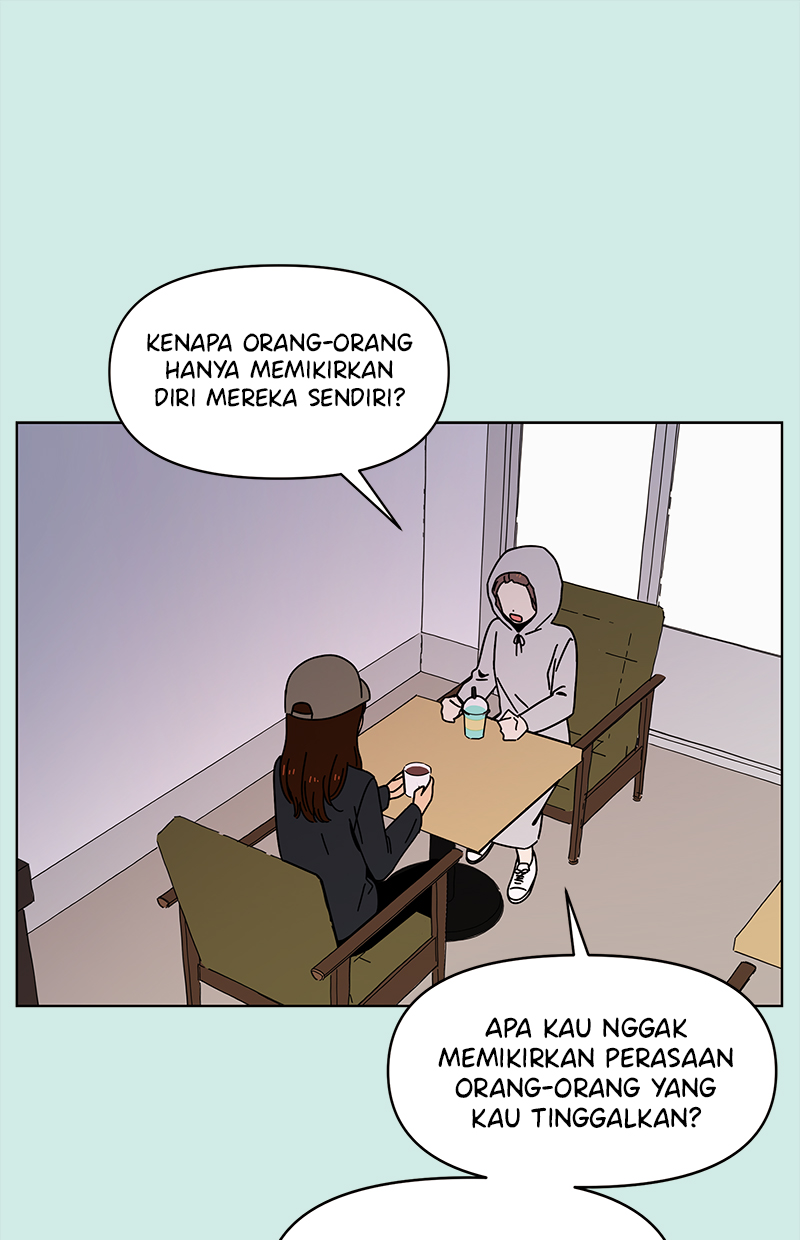 KENAPA ORANG-ORANG
HANYA MEMIKIRKAN
DIRI MEREKA SENDIRI?
APA KAU NGGAK
MEMIKIRKAN PERASAAN
ORANG-ORANG YANG
KAU TINGGALKAN?